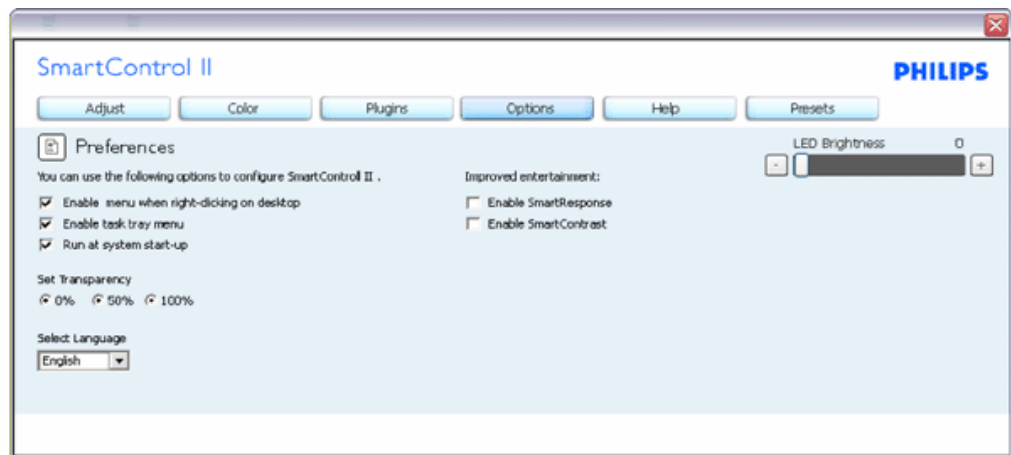 SmartControl II
PHILIPS
Adjust Color Plugins Options Help Presets
Preferences
LED Brightness 0
- +
You can use the following options to configure SmartControl II .
Improved entertainment:
Enable menu when right-clicking on desktop
Enable SmartResponse
Enable task tray menu
Enable SmartContrast
Run at system start-up
Set Transparency
0% 50% 100%
Select Language
English